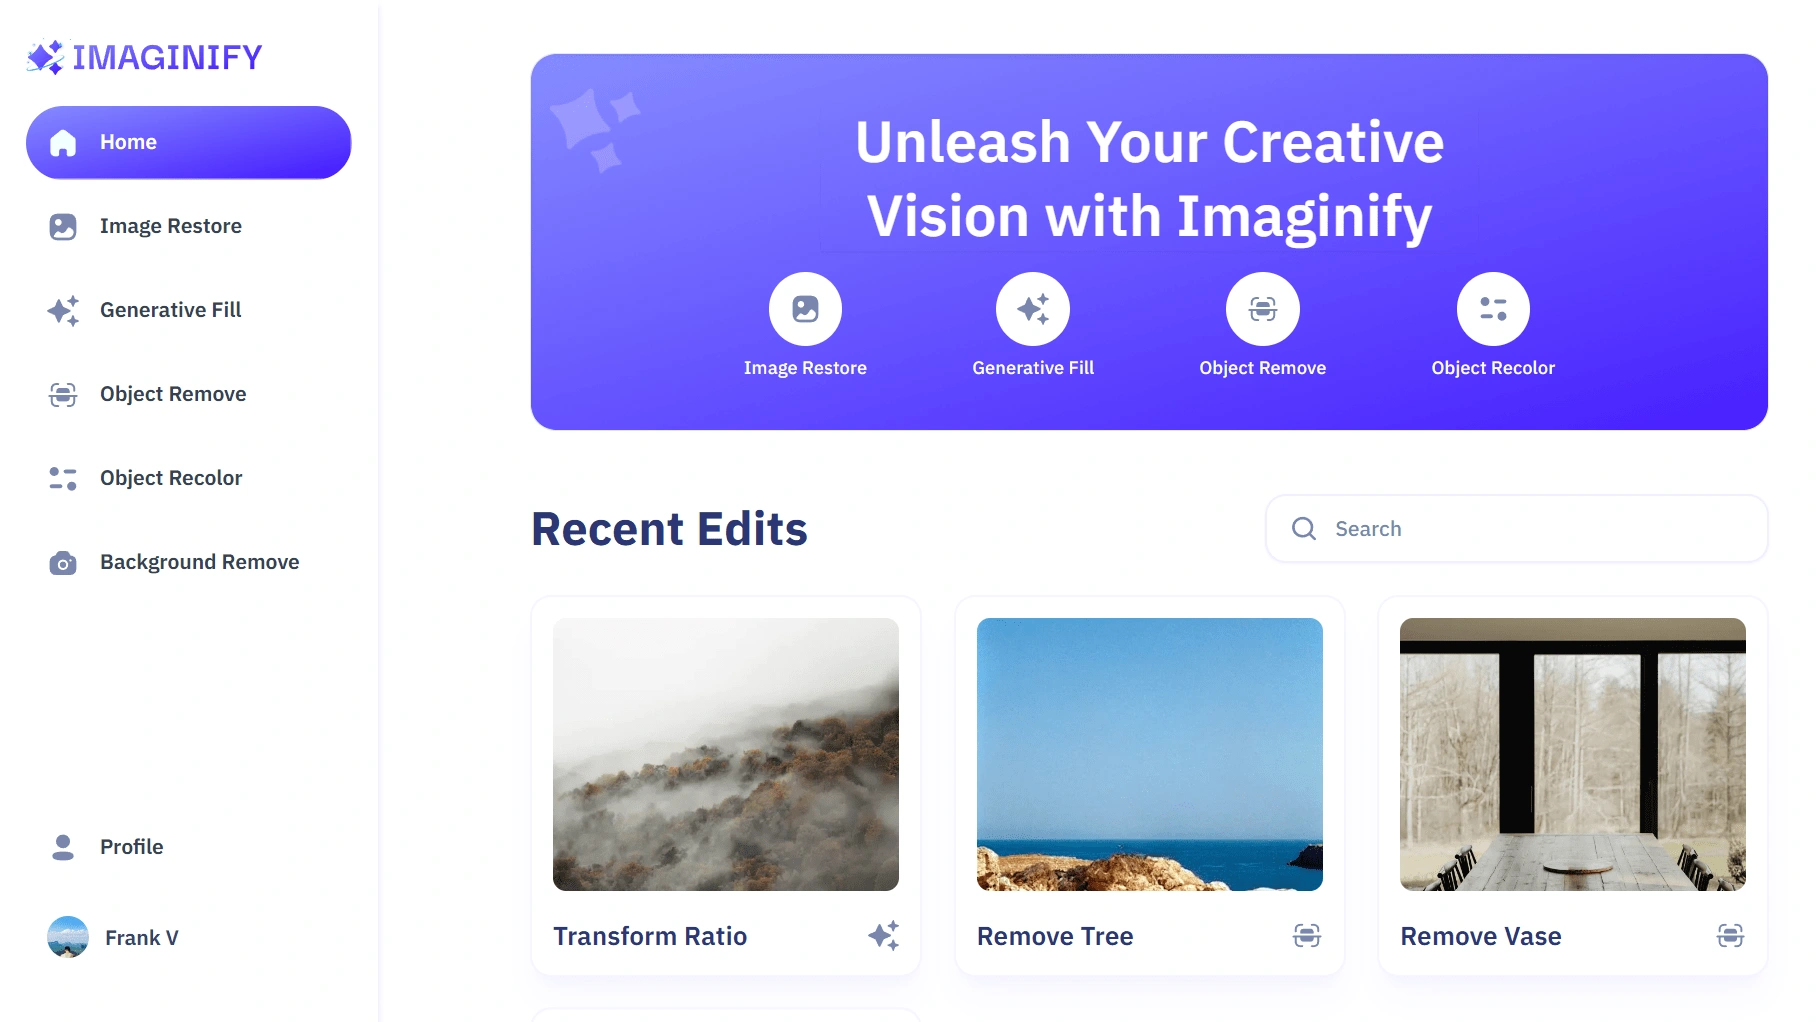 IMAGINIFY
Home
Image Restore
Generative Fill
Object Remove
Object Recolor
Background Remove
Profile
Frank V
Unleash Your Creative
Vision with Imaginify
Image Restore
Generative Fill
Object Remove
Object Recolor
Recent Edits
Search
Transform Ratio
Remove Tree
Remove Vase